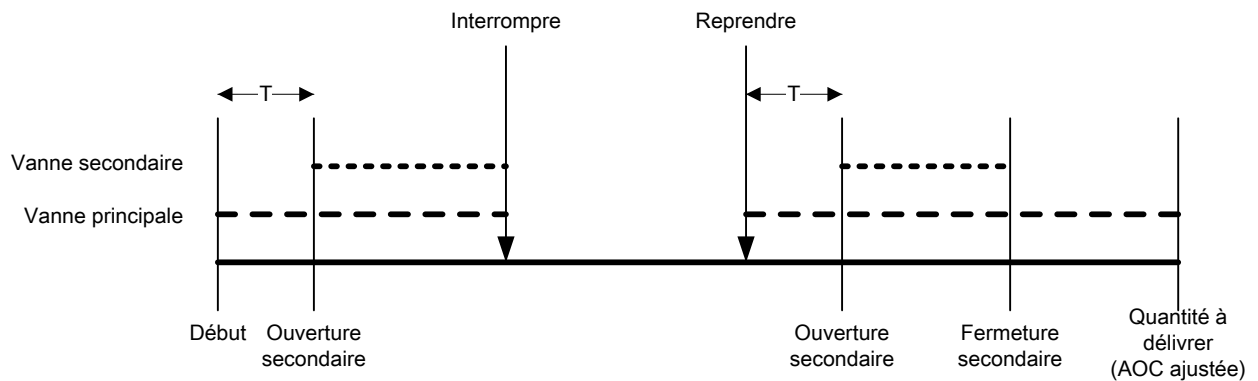 Interrompre
Reprendre
T
T
Vanne secondaire
Vanne principale
Début
Ouverture
secondaire
Ouverture
secondaire
Fermeture
secondaire
Quantité à
délivrer
(AOC ajustée)